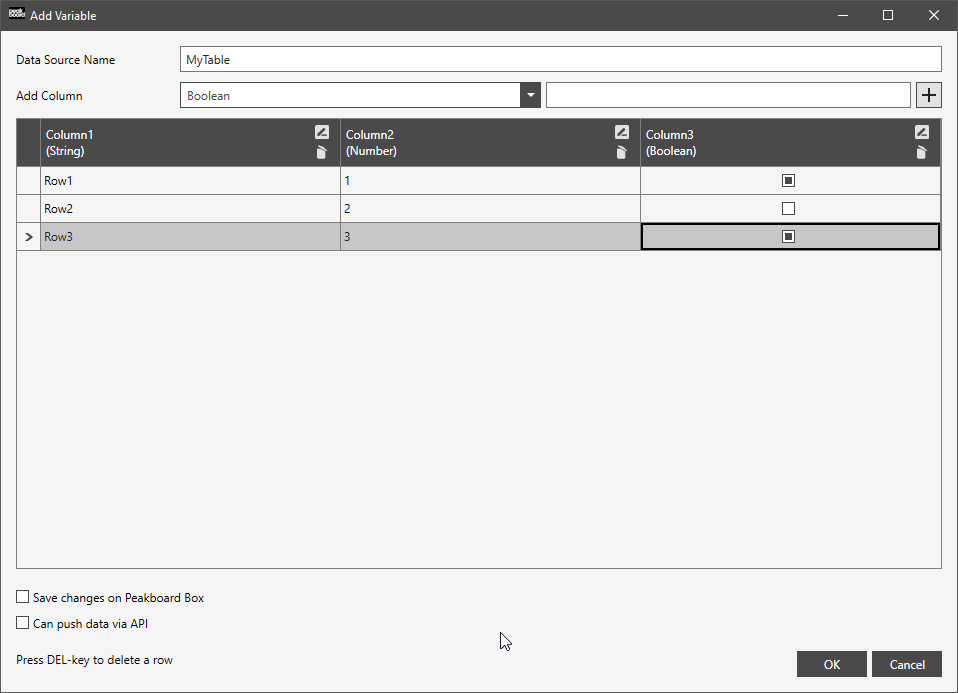 peak board Add Variable
Data Source Name MyTable
Add Column Boolean
Column1 Column2 Column3
(String) (Number) (Boolean)
Row1 1
Row2 2
Row3 3
Save changes on Peakboard Box
Can push data via API
Press DEL-key to delete a row
OK Cancel